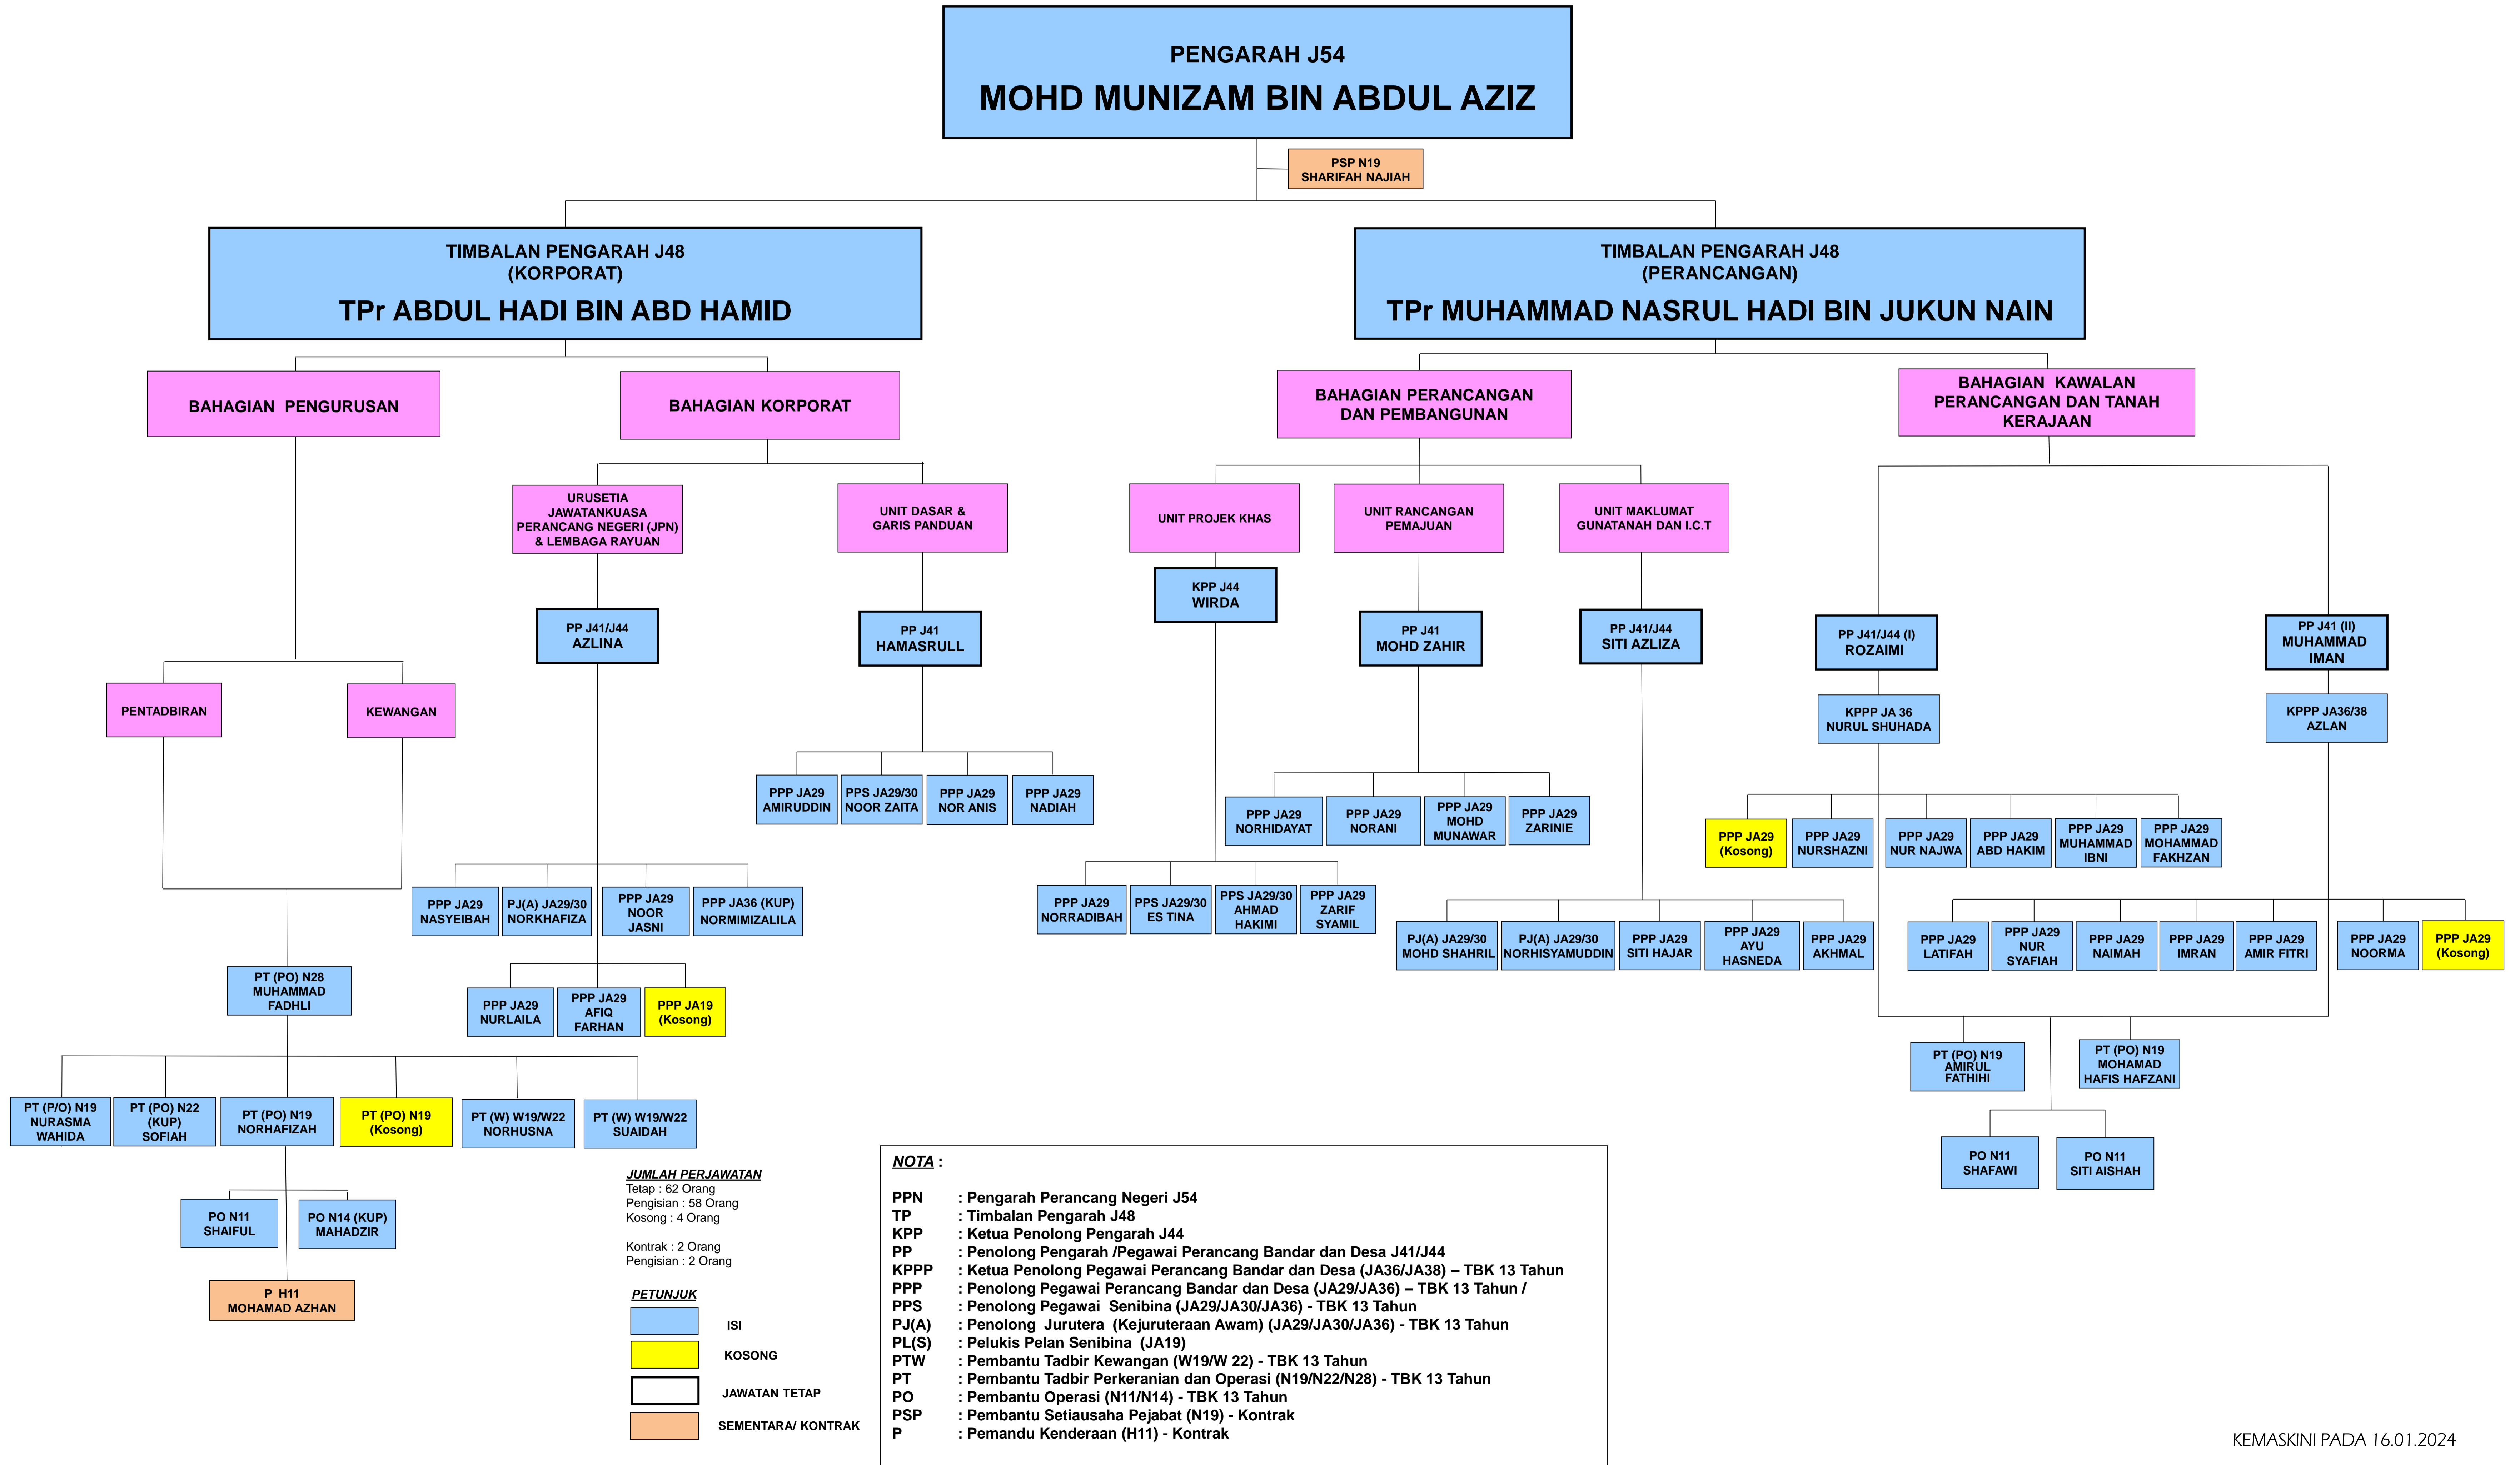 PENGARAH J54
MOHD MUNIZAM BIN ABDUL AZIZ
PSP N19
SHARIFAH NAJIAH
TIMBALAN PENGARAH J48
(KORPORAT)
TPr ABDUL HADI BIN ABD HAMID
TIMBALAN PENGARAH J48
(PERANCANGAN)
TPr MUHAMMAD NASRUL HADI BIN JUKUN NAIN
BAHAGIAN PENGURUSAN
BAHAGIAN KORPORAT
BAHAGIAN PERANCANGAN
DAN PEMBANGUNAN
BAHAGIAN KAWALAN
PERANCANGAN DAN TANAH
KERAJAAN
URUSETIA
JAWATANKUASA
PERANCANG NEGERI (JPN)
& LEMBAGA RAYUAN
UNIT DASAR &
GARIS PANDUAN
UNIT PROJEK KHAS
UNIT RANCANGAN
PEMAJUAN
UNIT MAKLUMAT
GUNATANAH DAN I.C.T
KPP J44
WIRDA
PP J41/J44
AZLINA
PP J41
HAMASRULL
PP J41
MOHD ZAHIR
PP J41/J44
SITI AZLIZA
PP J41/J44 (I)
ROZAIMI
PP J41 (II)
MUHAMMAD
IMAN
PENTADBIRAN
KEWANGAN
KPPP JA 36
NURUL SHUHADA
KPPP JA36/38
AZLAN
PPP JA29
AMIRUDDIN
PPS JA29/30
NOOR ZAITA
PPP JA29
NOR ANIS
PPP JA29
NADIAH
PPP JA29
NORHIDAYAT
PPP JA29
NORANI
PPP JA29
MOHD
MUNAWAR
PPP JA29
ZARINIE
PPP JA29
(Kosong)
PPP JA29
NURSHAZNI
PPP JA29
NUR NAJWA
PPP JA29
ABD HAKIM
PPP JA29
MUHAMMAD
IBNI
PPP JA29
MOHAMMAD
FAKHZAN
PPP JA29
NASYEIBAH
PJ(A) JA29/30
NORKHAFIZA
PPP JA29
NOOR
JASNI
PPP JA36 (KUP)
NORMIMIZALILA
PPP JA29
NORRADIBAH
PPS JA29/30
ES TINA
PPS JA29/30
AHMAD
HAKIMI
PPP JA29
ZARIF
SYAMIL
PJ(A) JA29/30
MOHD SHAHRIL
PJ(A) JA29/30
NORHISYAMUDDIN
PPP JA29
SITI HAJAR
PPP JA29
AYU
HASNEDA
PPP JA29
AKHMAL
PPP JA29
LATIFAH
PPP JA29
NUR
SYAFIAH
PPP JA29
NAIMAH
PPP JA29
IMRAN
PPP JA29
AMIR FITRI
PPP JA29
NOORMA
PPP JA29
(Kosong)
PT (PO) N28
MUHAMMAD
FADHLI
PPP JA29
NURLAILA
PPP JA29
AFIQ
FARHAN
PPP JA19
(Kosong)
PT (PO) N19
AMIRUL
FATHIHI
PT (PO) N19
MOHAMAD
HAFIS HAFZANI
PT (P/O) N19
NURASMA
WAHIDA
PT (PO) N22
(KUP)
SOFIAH
PT (PO) N19
NORHAFIZAH
PT (PO) N19
(Kosong)
PT (W) W19/W22
NORHUSNA
PT (W) W19/W22
SUAIDAH
PO N11
SHAFAWI
PO N11
SITI AISHAH
PO N11
SHAIFUL
PO N14 (KUP)
MAHADZIR
P H11
MOHAMAD AZHAN
JUMLAH PERJAWATAN
Tetap : 62 Orang
Pengisian : 58 Orang
Kosong : 4 Orang
Kontrak : 2 Orang
Pengisian : 2 Orang
PETUNJUK
ISI
KOSONG
JAWATAN TETAP
SEMENTARA/ KONTRAK
NOTA :
PPN : Pengarah Perancang Negeri J54
TP : Timbalan Pengarah J48
KPP : Ketua Penolong Pengarah J44
PP : Penolong Pengarah /Pegawai Perancang Bandar dan Desa J41/J44
KPPP : Ketua Penolong Pegawai Perancang Bandar dan Desa (JA36/JA38) – TBK 13 Tahun
PPP : Penolong Pegawai Perancang Bandar dan Desa (JA29/JA36) – TBK 13 Tahun /
PPS : Penolong Pegawai Senibina (JA29/JA30/JA36) - TBK 13 Tahun
PJ(A) : Penolong Jurutera (Kejuruteraan Awam) (JA29/JA30/JA36) - TBK 13 Tahun
PL(S) : Pelukis Pelan Senibina (JA19)
PTW : Pembantu Tadbir Kewangan (W19/W 22) - TBK 13 Tahun
PT : Pembantu Tadbir Perkeranian dan Operasi (N19/N22/N28) - TBK 13 Tahun
PO : Pembantu Operasi (N11/N14) - TBK 13 Tahun
PSP : Pembantu Setiausaha Pejabat (N19) - Kontrak
P : Pemandu Kenderaan (H11) - Kontrak
KEMASKINI PADA 16.01.2024